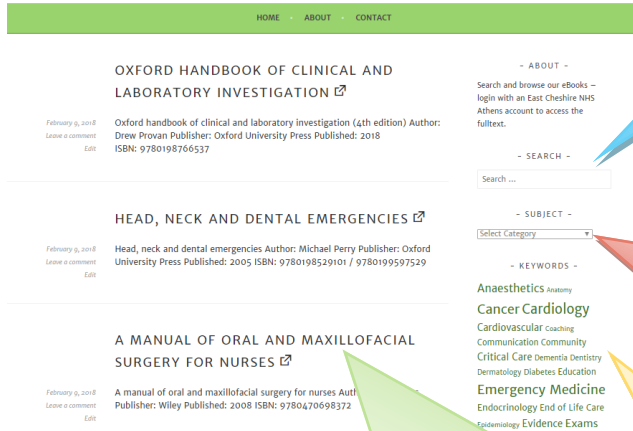 HOME - ABOUT - CONTACT
OXFORD HANDBOOK OF CLINICAL AND
LABORATORY INVESTIGATION
February 9, 2018
Leave a comment
Edit
Oxford handbook of clinical and laboratory investigation (4th edition) Author:
Drew Provan Publisher: Oxford University Press Published: 2018
ISBN: 9780198766537
HEAD, NECK AND DENTAL EMERGENCIES
February 9, 2018
Leave a comment
Edit
Head, neck and dental emergencies Author: Michael Perry Publisher: Oxford
University Press Published: 2005 ISBN: 9780198529101 / 9780199597529
A MANUAL OF ORAL AND MAXILLOFACIAL
SURGERY FOR NURSES
February 9, 2018
Leave a comment
Edit
A manual of oral and maxillofacial surgery for nurses
Publisher: Wiley Published: 2008 ISBN: 9780470698372
- ABOUT -
Search and browse our eBooks –
login with an East Cheshire NHS
Athens account to access the
fulltext.
- SEARCH -
Search ...
- SUBJECT -
Select Category
- KEYWORDS -
Anaesthetics Anatomy
Cancer Cardiology
Cardiovascular Coaching
Communication Community
Critical Care Dementia Dentistry
Dermatology Diabetes Education
Emergency Medicine
Endocrinology End of Life Care
Epidemiology Evidence Exams